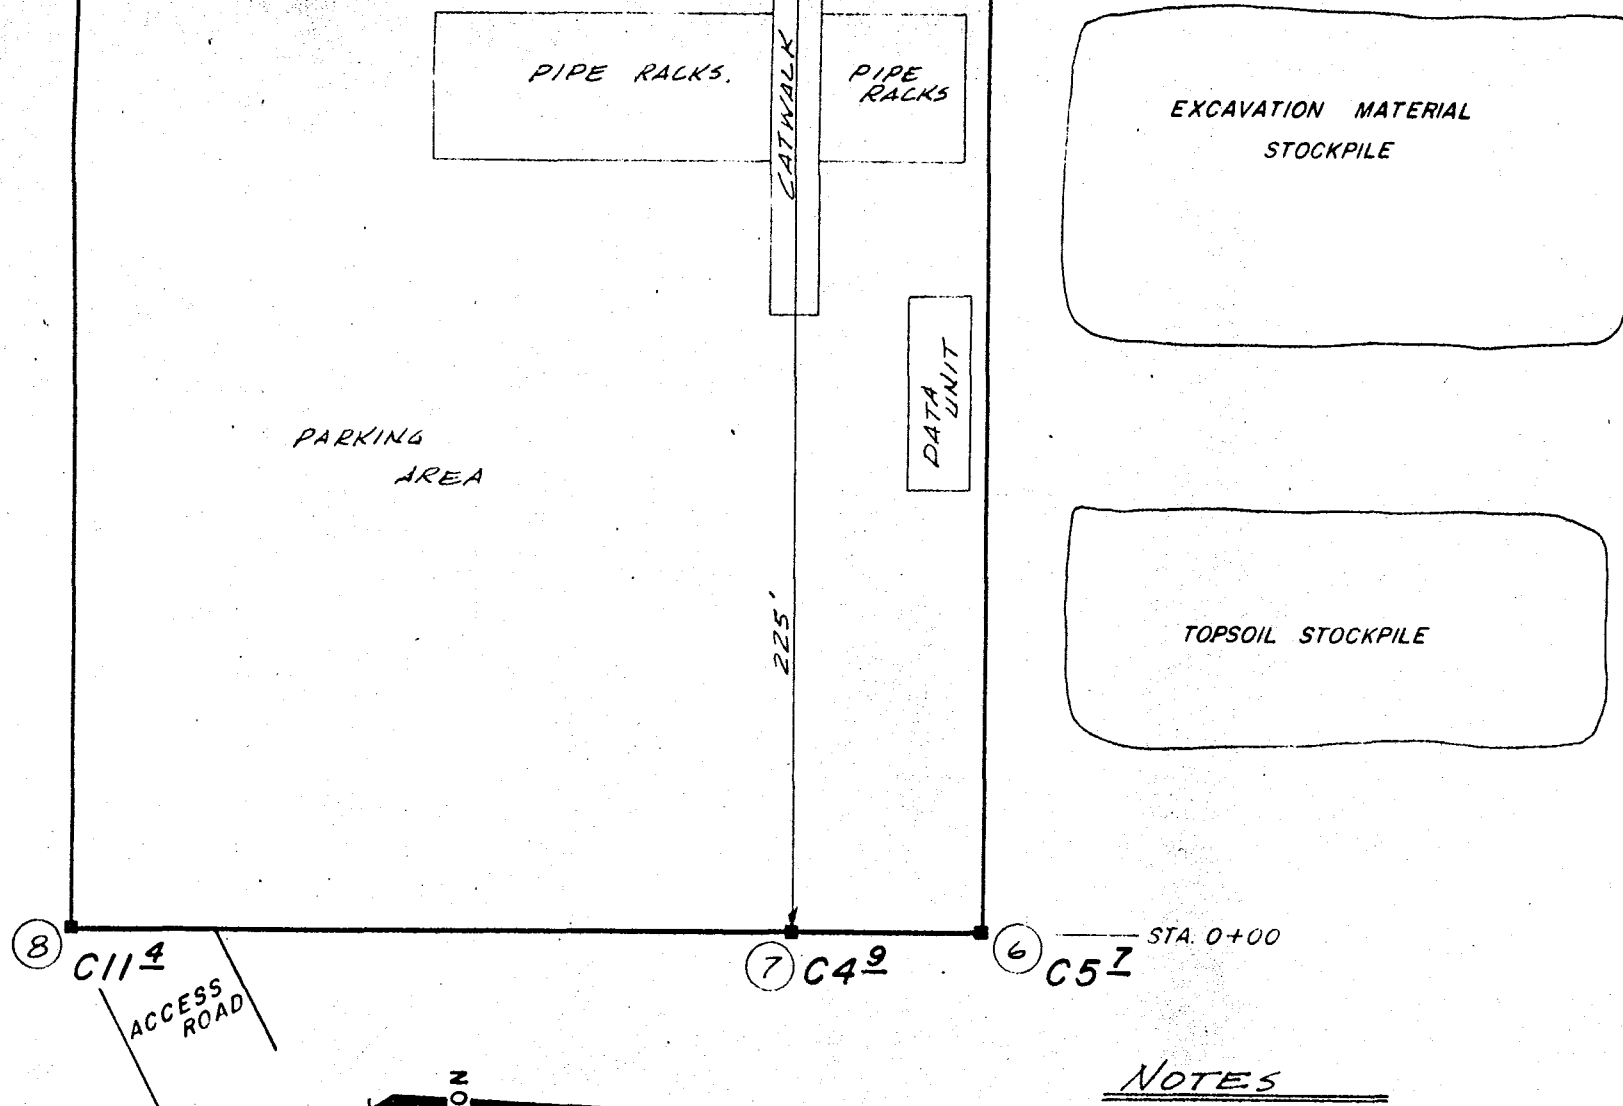 PIPE RACKS.
CATWALK
PIPE
RACKS
EXCAVATION MATERIAL
STOCKPILE
DATA
UNIT
PARKING
AREA
225'
TOPSOIL STOCKPILE
8
C11 4
7
C4 9
6
C5 7
STA. 0+00
ACCESS
ROAD
NOTES